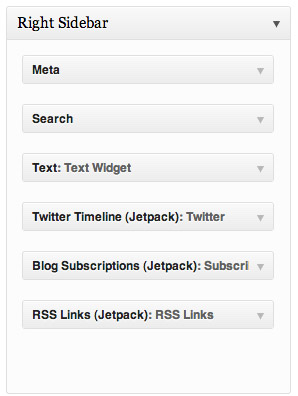 Right Sidebar
Meta
Search
Text: Text Widget
Twitter Timeline (Jetpack): Twitter
Blog Subscriptions (Jetpack): Subscri
RSS Links (Jetpack): RSS Links